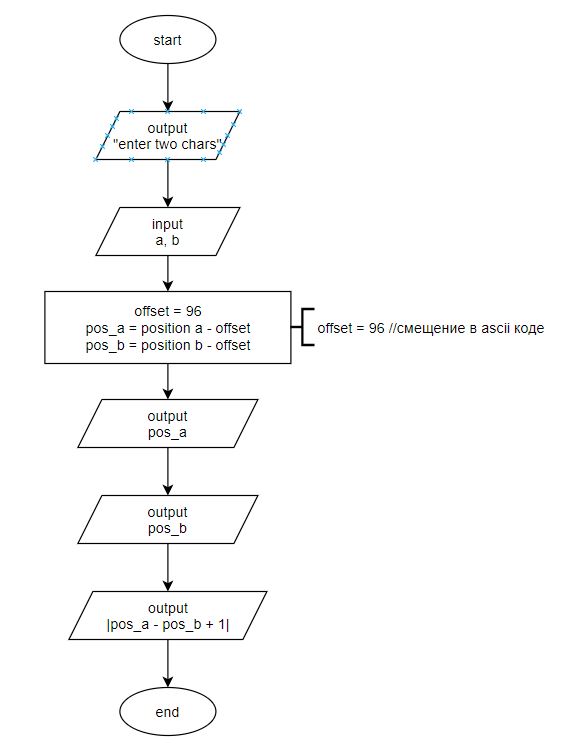 start
output
"enter two chars"
input
a, b
offset = 96
pos_a = position a - offset
pos_b = position b - offset
offset = 96 //смещение в ascii коде
output
pos_a
output
pos_b
output
|pos_a - pos_b + 1|
end